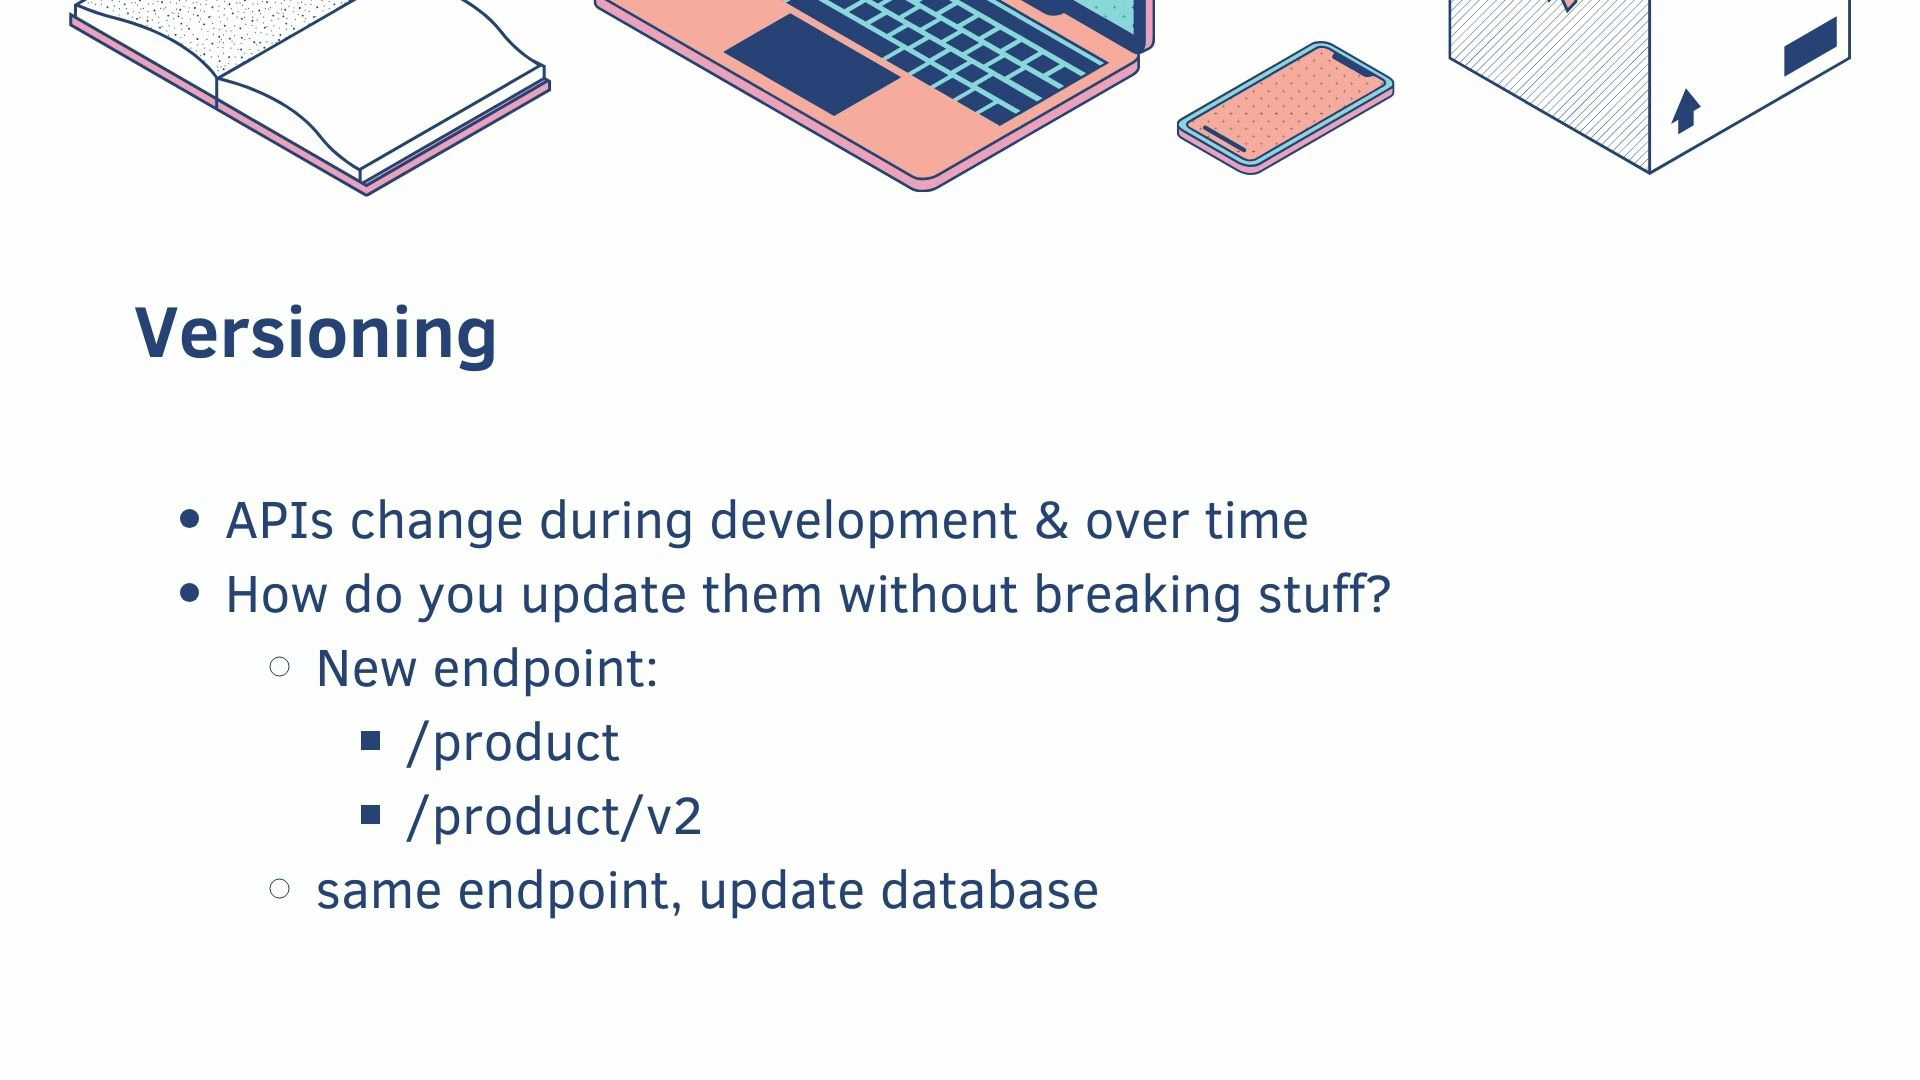 Versioning
APIs change during development & over time
How do you update them without breaking stuff?
New endpoint:
/product
/product/v2
same endpoint, update database